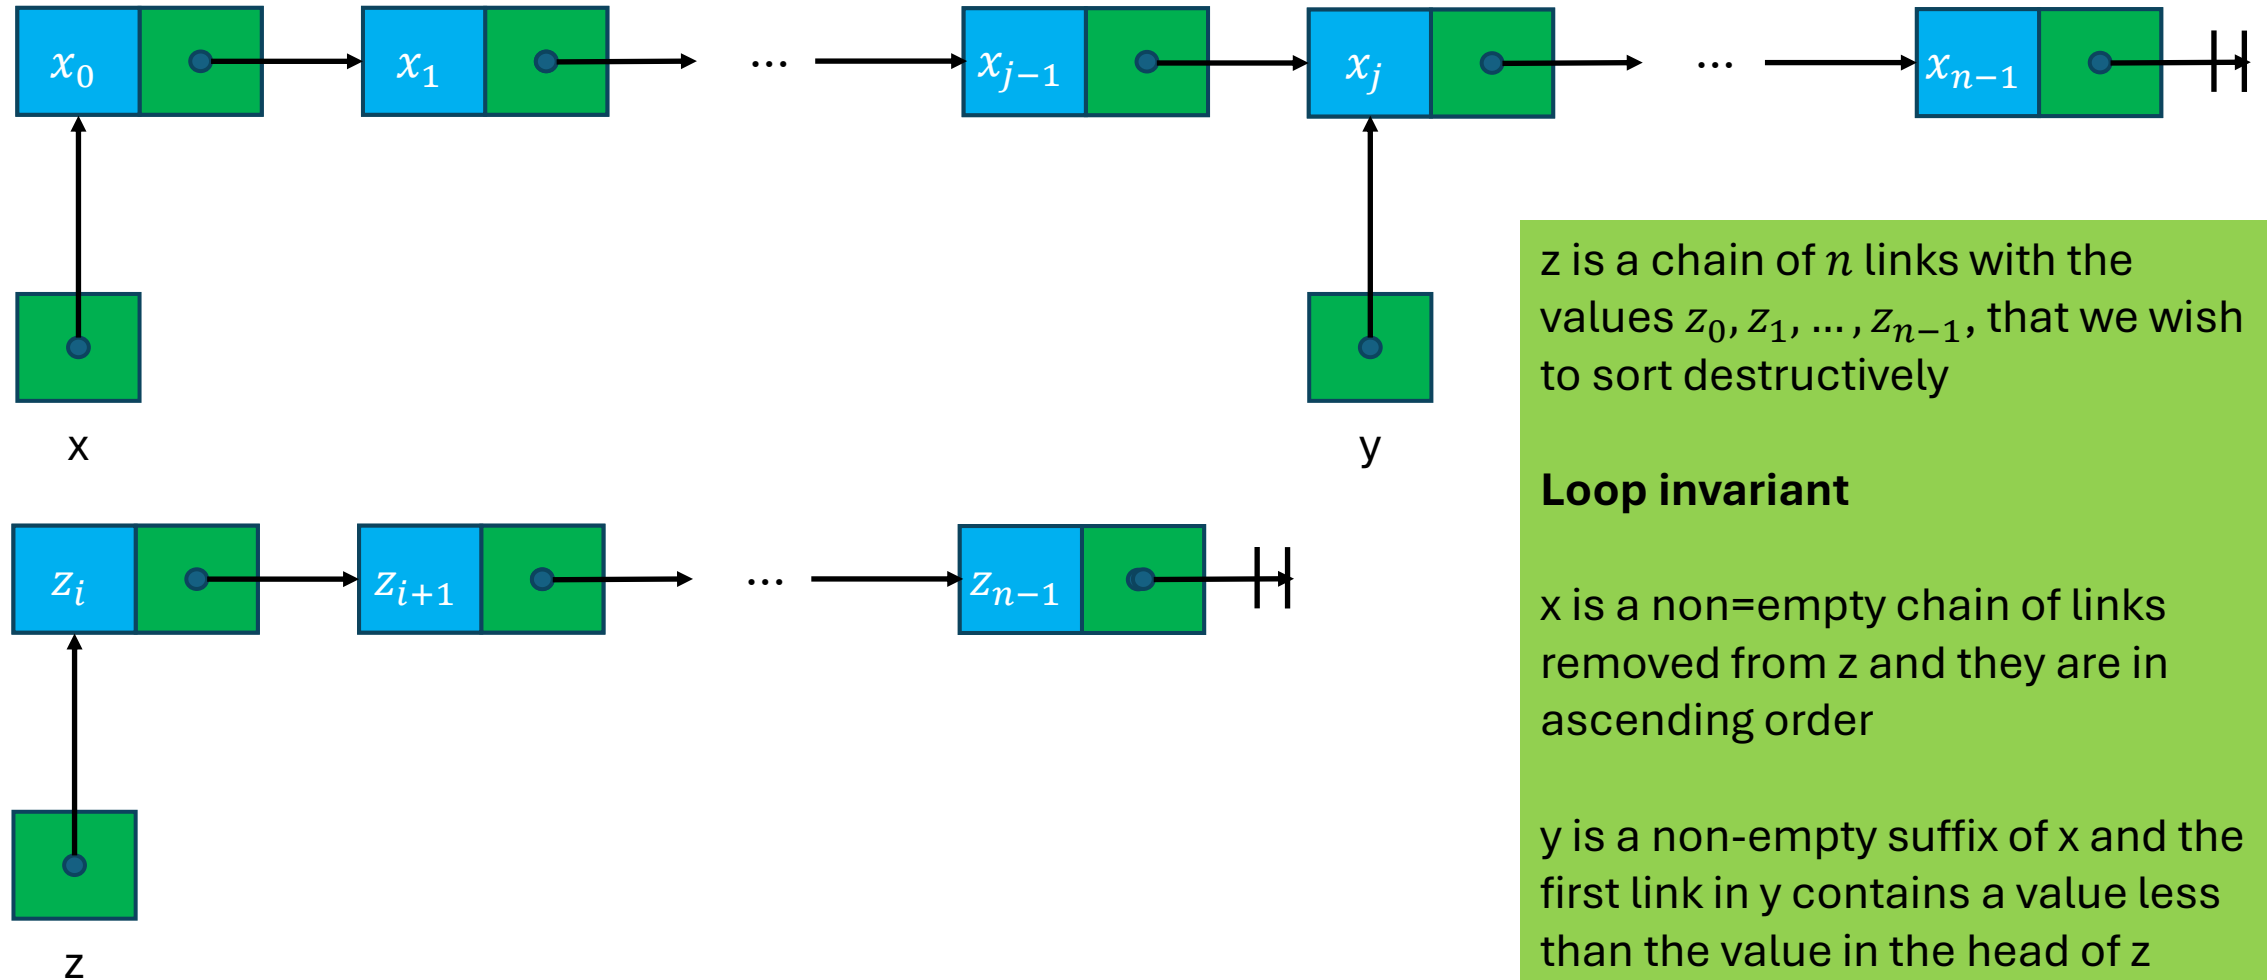 x₀ x₁ ... xⱼ₋₁ xⱼ ... xₙ₋₁
x y
zᵢ zᵢ₊₁ ... zₙ₋₁
z
z is a chain of n links with the
values z₀, z₁, ... , zₙ₋₁, that we wish
to sort destructively
Loop invariant
x is a non=empty chain of links
removed from z and they are in
ascending order
y is a non-empty suffix of x and the
first link in y contains a value less
than the value in the head of z